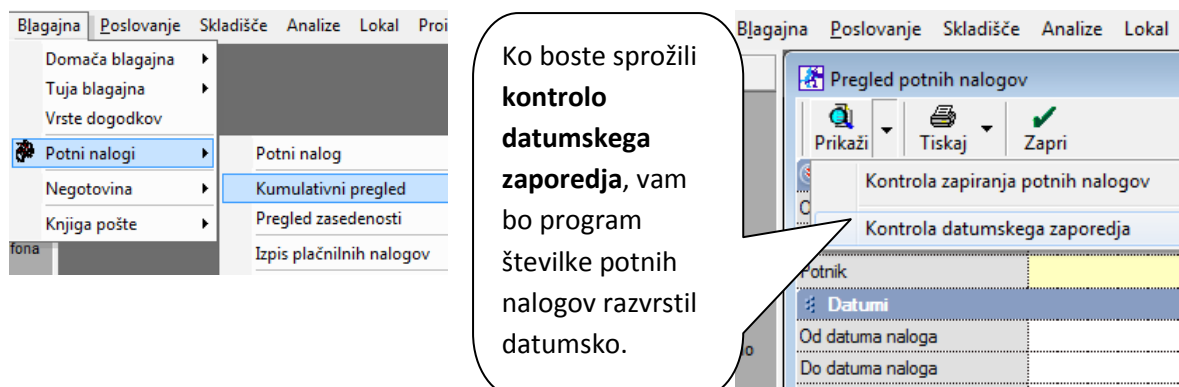 Blagajna Poslovanje Skladišče Analize Lokal Proi
Domača blagajna
Tuja blagajna
Vrste dogodkov
Potni nalogi
Negotovina
Knjiga pošte
fona
Potni nalog
Kumulativni pregled
Pregled zasedenosti
Izpis plačnilnih nalogov
Ko boste sprožili
kontrolo
datumskega
zaporedja, vam
bo program
številke potnih
nalogov razvrstil
datumsko.
Blagajna Poslovanje Skladišče Analize Lokal
Pregled potnih nalogov
Prikaži Tiskaj Zapri
Kontrola zapiranja potnih nalogov
Kontrola datumskega zaporedja
Potnik
Datumi
Od datuma naloga
Do datuma naloga